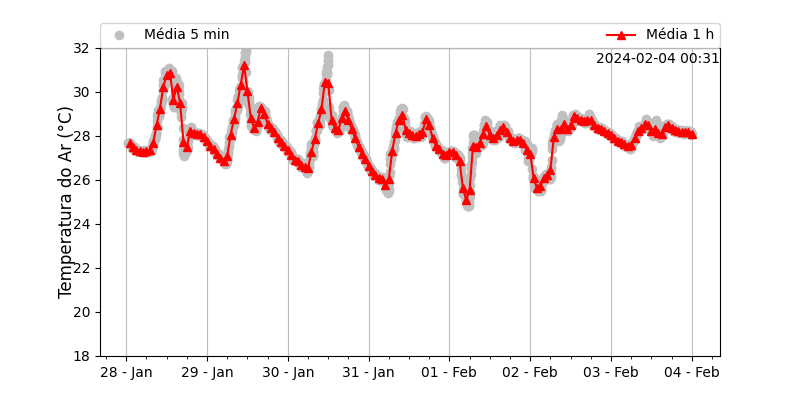 Média 5 min
Média 1 h
2024-02-04 00:31
Temperatura do Ar (°C)
32
30
28
26
24
22
20
18
28 - Jan
29 - Jan
30 - Jan
31 - Jan
01 - Feb
02 - Feb
03 - Feb
04 - Feb